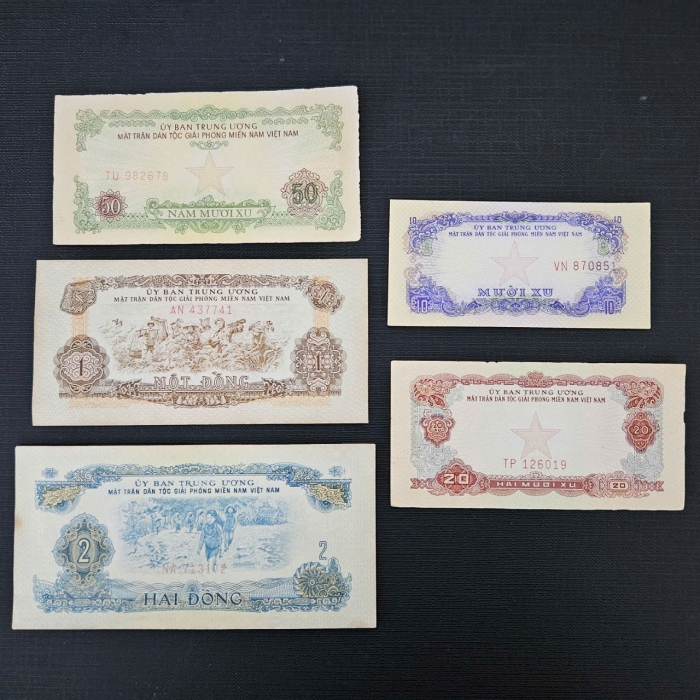 ỦY BAN TRUNG ƯƠNG
MẶT TRẬN DÂN TỘC GIẢI PHÓNG MIỀN NAM VIỆT NAM
TU 982678
50
50
NĂM MƯƠI XU
ỦY BAN TRUNG ƯƠNG
MẶT TRẬN DÂN TỘC GIẢI PHÓNG MIỀN NAM VIỆT NAM
AN 437741
1
1
MỘT ĐỒNG
ỦY BAN TRUNG ƯƠNG
MẶT TRẬN DÂN TỘC GIẢI PHÓNG MIỀN NAM VIỆT NAM
2
2
NA
HAI ĐỒNG
10
10
ỦY BAN TRUNG ƯƠNG
MẶT TRẬN DÂN TỘC GIẢI PHÓNG MIỀN NAM VIỆT NAM
VN 870851
10
MƯỜI XU
10
ỦY BAN TRUNG ƯƠNG
MẶT TRẬN DÂN TỘC GIẢI PHÓNG MIỀN NAM VIỆT NAM
20
TP 126019
20
HAI MƯƠI XU
20